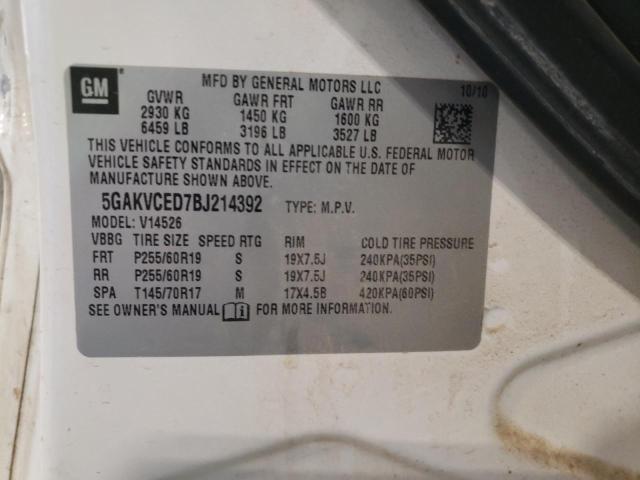 GM
MFD BY GENERAL MOTORS LLC 10/10
GVWR GAWR FRT GAWR RR
2930 KG 1450 KG 1600 KG
6459 LB 3196 LB 3527 LB
THIS VEHICLE CONFORMS TO ALL APPLICABLE U.S. FEDERAL MOTOR
VEHICLE SAFETY STANDARDS IN EFFECT ON THE DATE OF
MANUFACTURE SHOWN ABOVE.
5GAKVCED7BJ214392 TYPE: M.P.V.
MODEL: V14526
VBBG TIRE SIZE SPEED RTG RIM COLD TIRE PRESSURE
FRT P255/60R19 S 19X7.5J 240KPA(35PSI)
RR P255/60R19 S 19X7.5J 240KPA(35PSI)
SPA T145/70R17 M 17X4.5B 420KPA(60PSI)
SEE OWNER'S MANUAL FOR MORE INFORMATION.